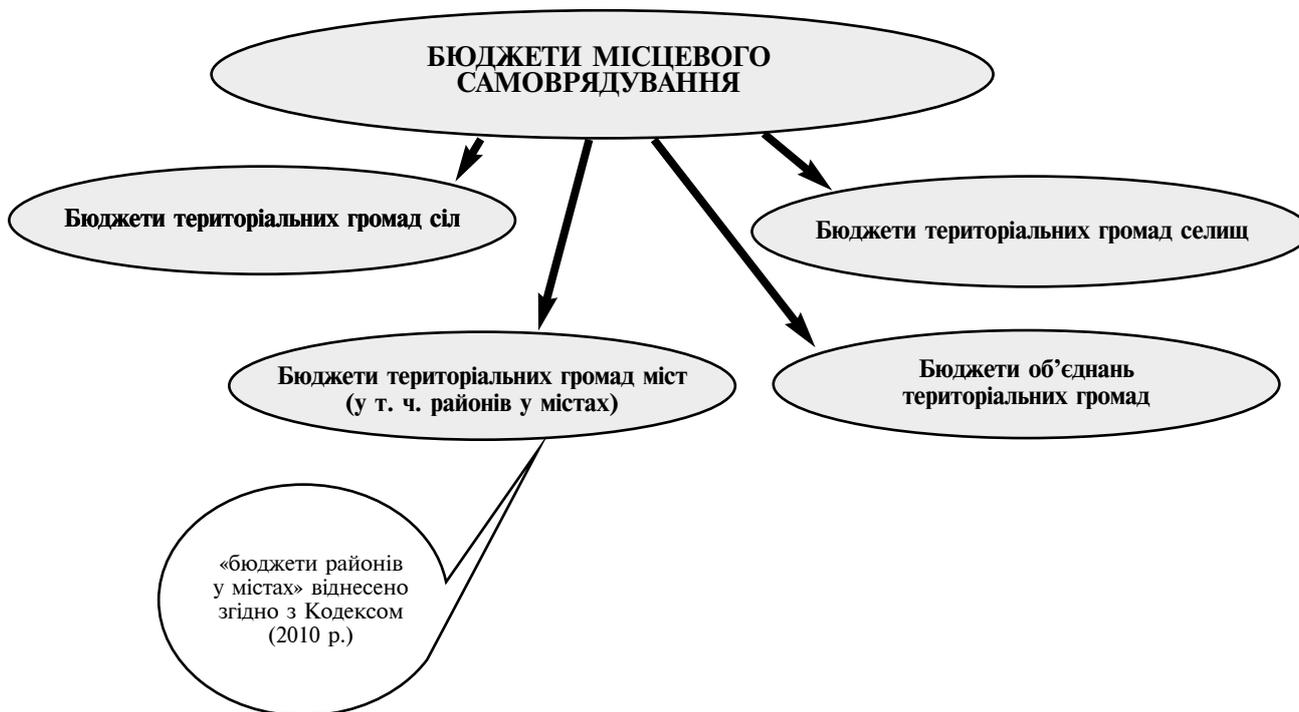 БЮДЖЕТИ МІСЦЕВОГО
САМОВРЯДУВАННЯ
Бюджети територіальних громад сіл
Бюджети територіальних громад селищ
Бюджети територіальних громад міст
(у т. ч. районів у містах)
Бюджети об’єднань
територіальних громад
«бюджети районів
у містах» віднесено
згідно з Кодексом
(2010 р.)